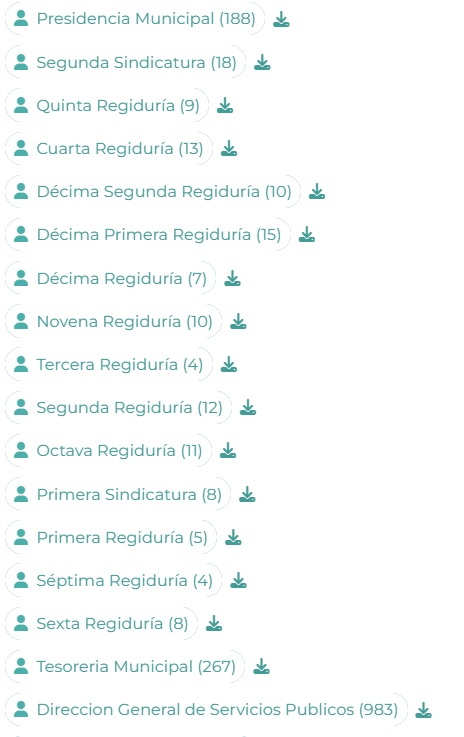 Presidencia Municipal (188)
Segunda Sindicatura (18)
Quinta Regiduría (9)
Cuarta Regiduría (13)
Décima Segunda Regiduría (10)
Décima Primera Regiduría (15)
Décima Regiduría (7)
Novena Regiduría (10)
Tercera Regiduría (4)
Segunda Regiduría (12)
Octava Regiduría (11)
Primera Sindicatura (8)
Primera Regiduría (5)
Séptima Regiduría (4)
Sexta Regiduría (8)
Tesoreria Municipal (267)
Direccion General de Servicios Publicos (983)